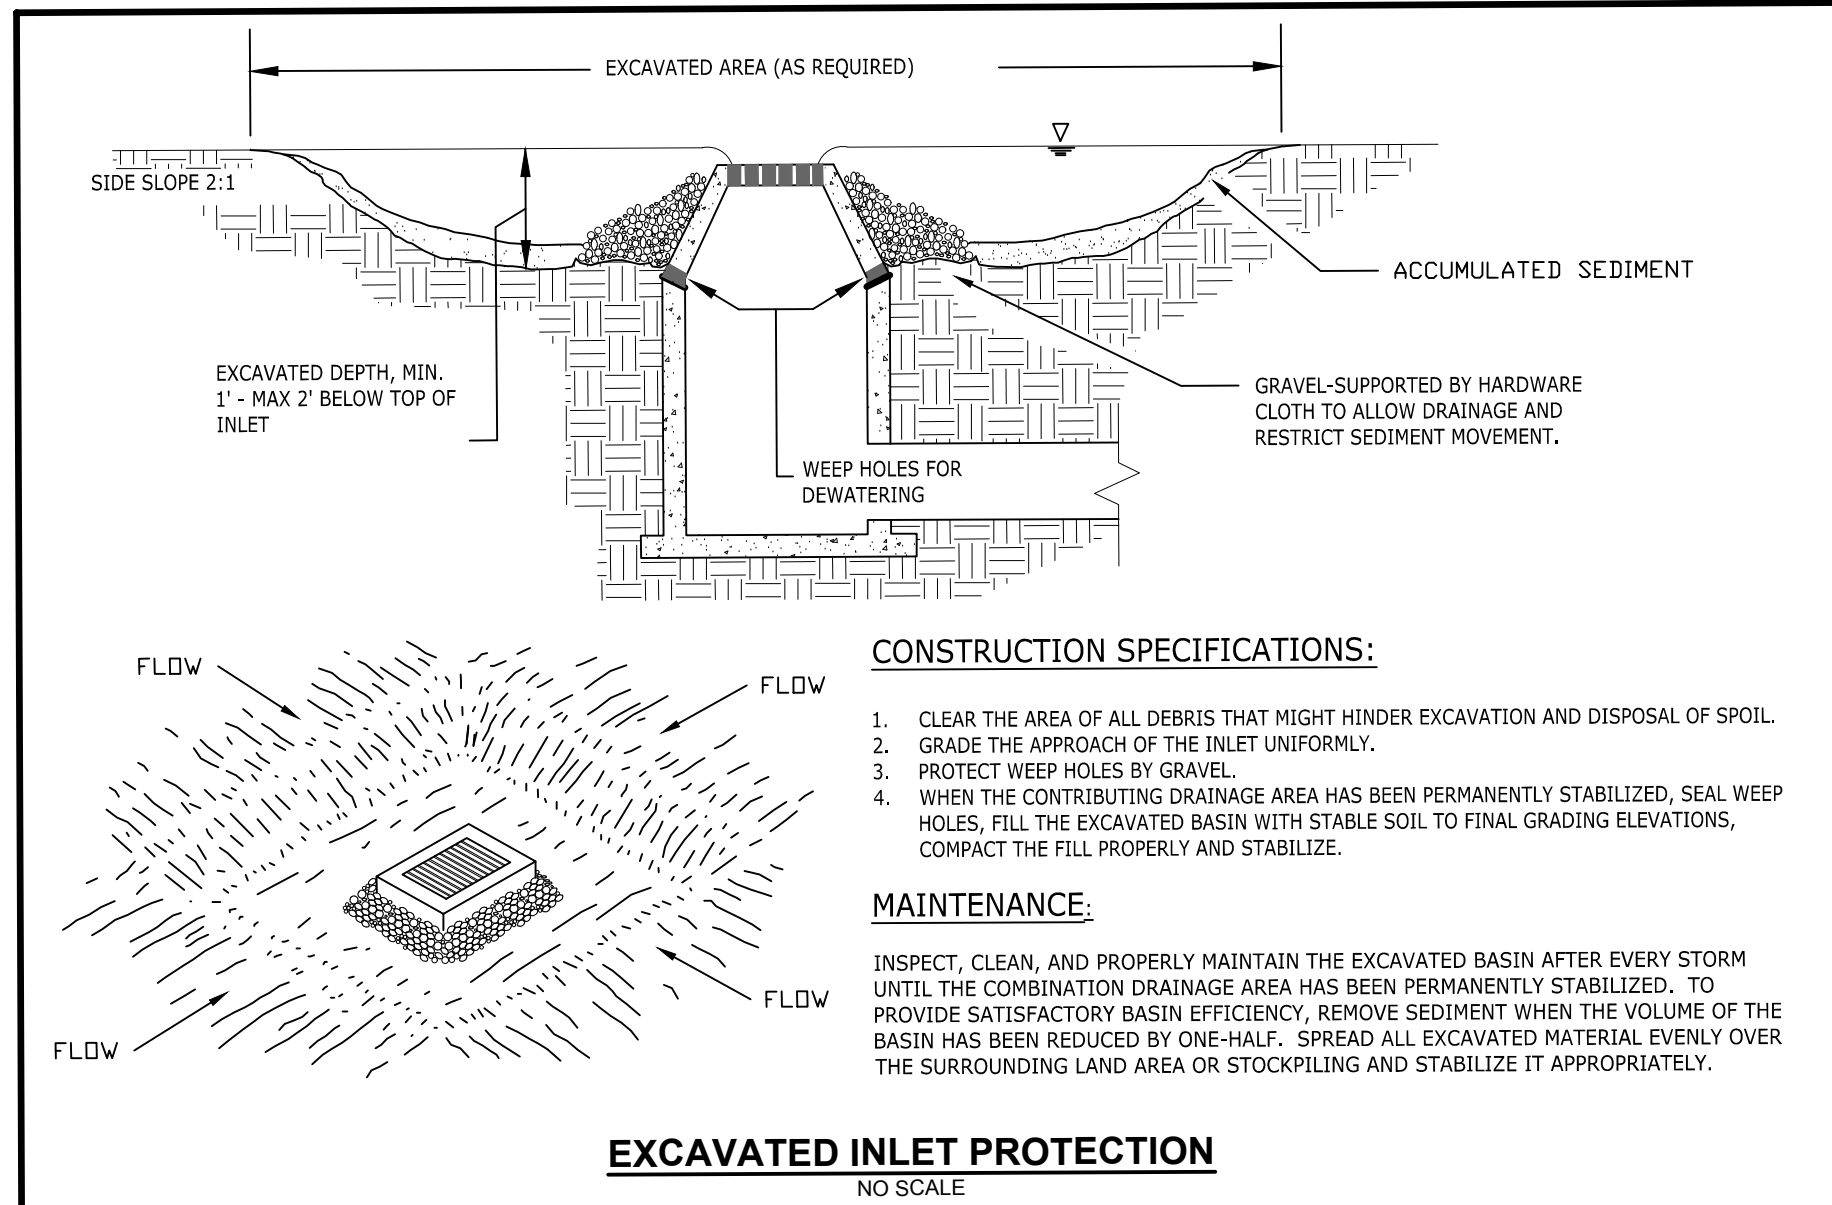 EXCAVATED AREA (AS REQUIRED)
SIDE SLOPE 2:1
ACCUMULATED SEDIMENT
EXCAVATED DEPTH, MIN.
1' - MAX 2' BELOW TOP OF
INLET
GRAVEL-SUPPORTED BY HARDWARE
CLOTH TO ALLOW DRAINAGE AND
RESTRICT SEDIMENT MOVEMENT.
WEEP HOLES FOR
DEWATERING
FLOW
FLOW
FLOW
FLOW
CONSTRUCTION SPECIFICATIONS:
1. CLEAR THE AREA OF ALL DEBRIS THAT MIGHT HINDER EXCAVATION AND DISPOSAL OF SPOIL.
2. GRADE THE APPROACH OF THE INLET UNIFORMLY.
3. PROTECT WEEP HOLES BY GRAVEL.
4. WHEN THE CONTRIBUTING DRAINAGE AREA HAS BEEN PERMANENTLY STABILIZED, SEAL WEEP
HOLES, FILL THE EXCAVATED BASIN WITH STABLE SOIL TO FINAL GRADING ELEVATIONS,
COMPACT THE FILL PROPERLY AND STABILIZE.
MAINTENANCE:
INSPECT, CLEAN, AND PROPERLY MAINTAIN THE EXCAVATED BASIN AFTER EVERY STORM
UNTIL THE COMBINATION DRAINAGE AREA HAS BEEN PERMANENTLY STABILIZED. TO
PROVIDE SATISFACTORY BASIN EFFICIENCY, REMOVE SEDIMENT WHEN THE VOLUME OF THE
BASIN HAS BEEN REDUCED BY ONE-HALF. SPREAD ALL EXCAVATED MATERIAL EVENLY OVER
THE SURROUNDING LAND AREA OR STOCKPILING AND STABILIZE IT APPROPRIATELY.
EXCAVATED INLET PROTECTION
NO SCALE